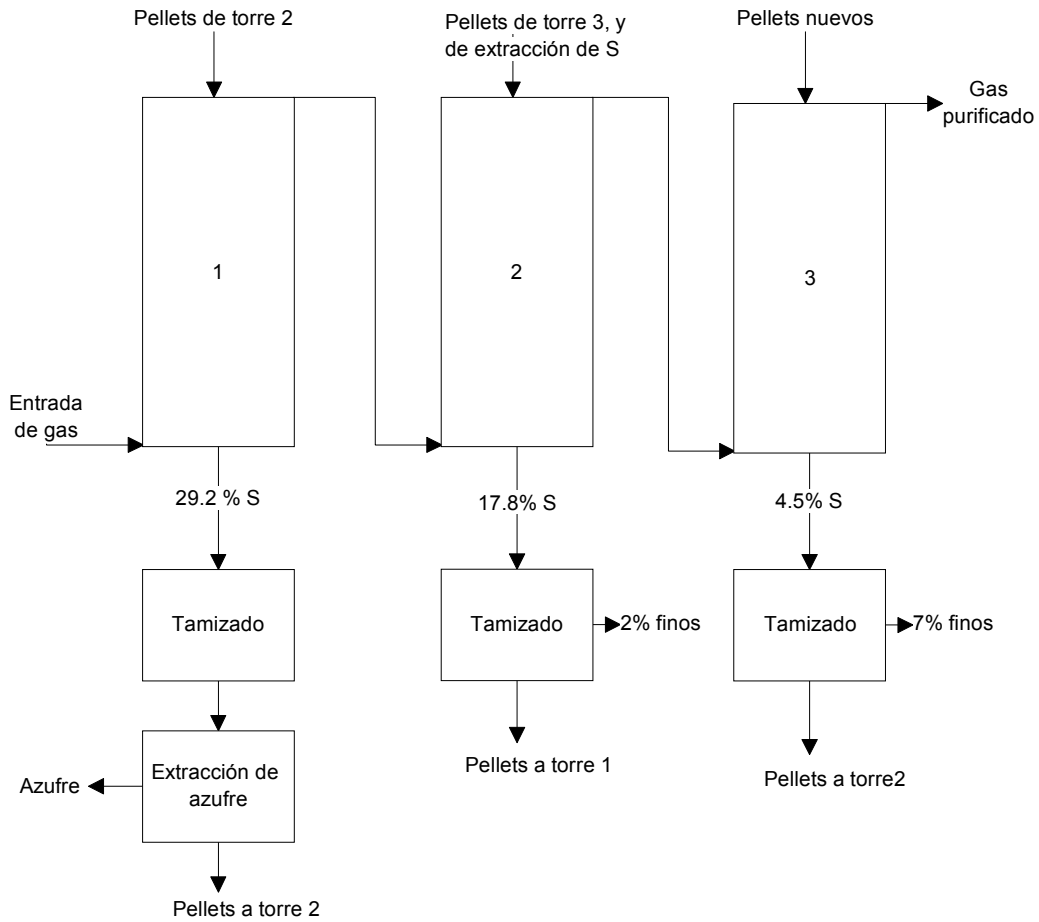 Pellets de torre 2
Pellets de torre 3, y
de extracción de S
Pellets nuevos
Gas
purificado
1
2
3
Entrada
de gas
29.2 % S
17.8% S
4.5% S
Tamizado
Tamizado
2% finos
Tamizado
7% finos
Azufre
Extracción de
azufre
Pellets a torre 1
Pellets a torre2
Pellets a torre 2